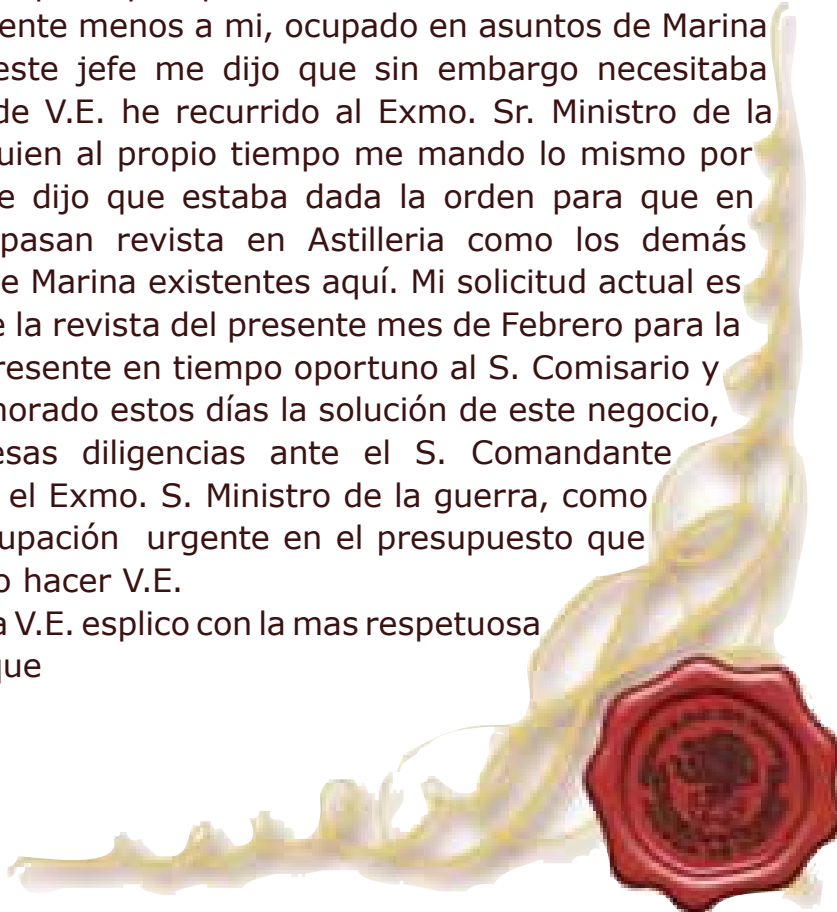 ente menos a mi, ocupado en asuntos de Marina
este jefe me dijo que sin embargo necesitaba
de V.E. he recurrido al Exmo. Sr. Ministro de la
uien al propio tiempo me mando lo mismo por
e dijo que estaba dada la orden para que en
pasan revista en Astilleria como los demás
e Marina existentes aquí. Mi solicitud actual es
e la revista del presente mes de Febrero para la
resente en tiempo oportuno al S. Comisario y
norado estos días la solución de este negocio,
esas diligencias ante el S. Comandante
el Exmo. S. Ministro de la guerra, como
upación urgente en el presupuesto que
o hacer V.E.
a V.E. esplico con la mas respetuosa
que